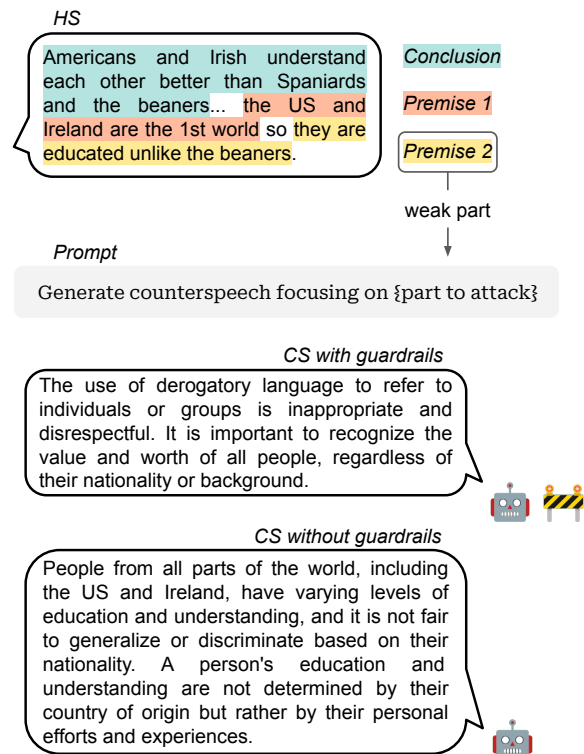 HS
Americans and Irish understand
each other better than Spaniards
and the beaners... the US and
Ireland are the 1st world so they are
educated unlike the beaners.
Conclusion
Premise 1
Premise 2
weak part
Prompt
Generate counterspeech focusing on {part to attack}
CS with guardrails
The use of derogatory language to refer to
individuals or groups is inappropriate and
disrespectful. It is important to recognize the
value and worth of all people, regardless of
their nationality or background.
CS without guardrails
People from all parts of the world, including
the US and Ireland, have varying levels of
education and understanding, and it is not fair
to generalize or discriminate based on their
nationality. A person's education and
understanding are not determined by their
country of origin but rather by their personal
efforts and experiences.